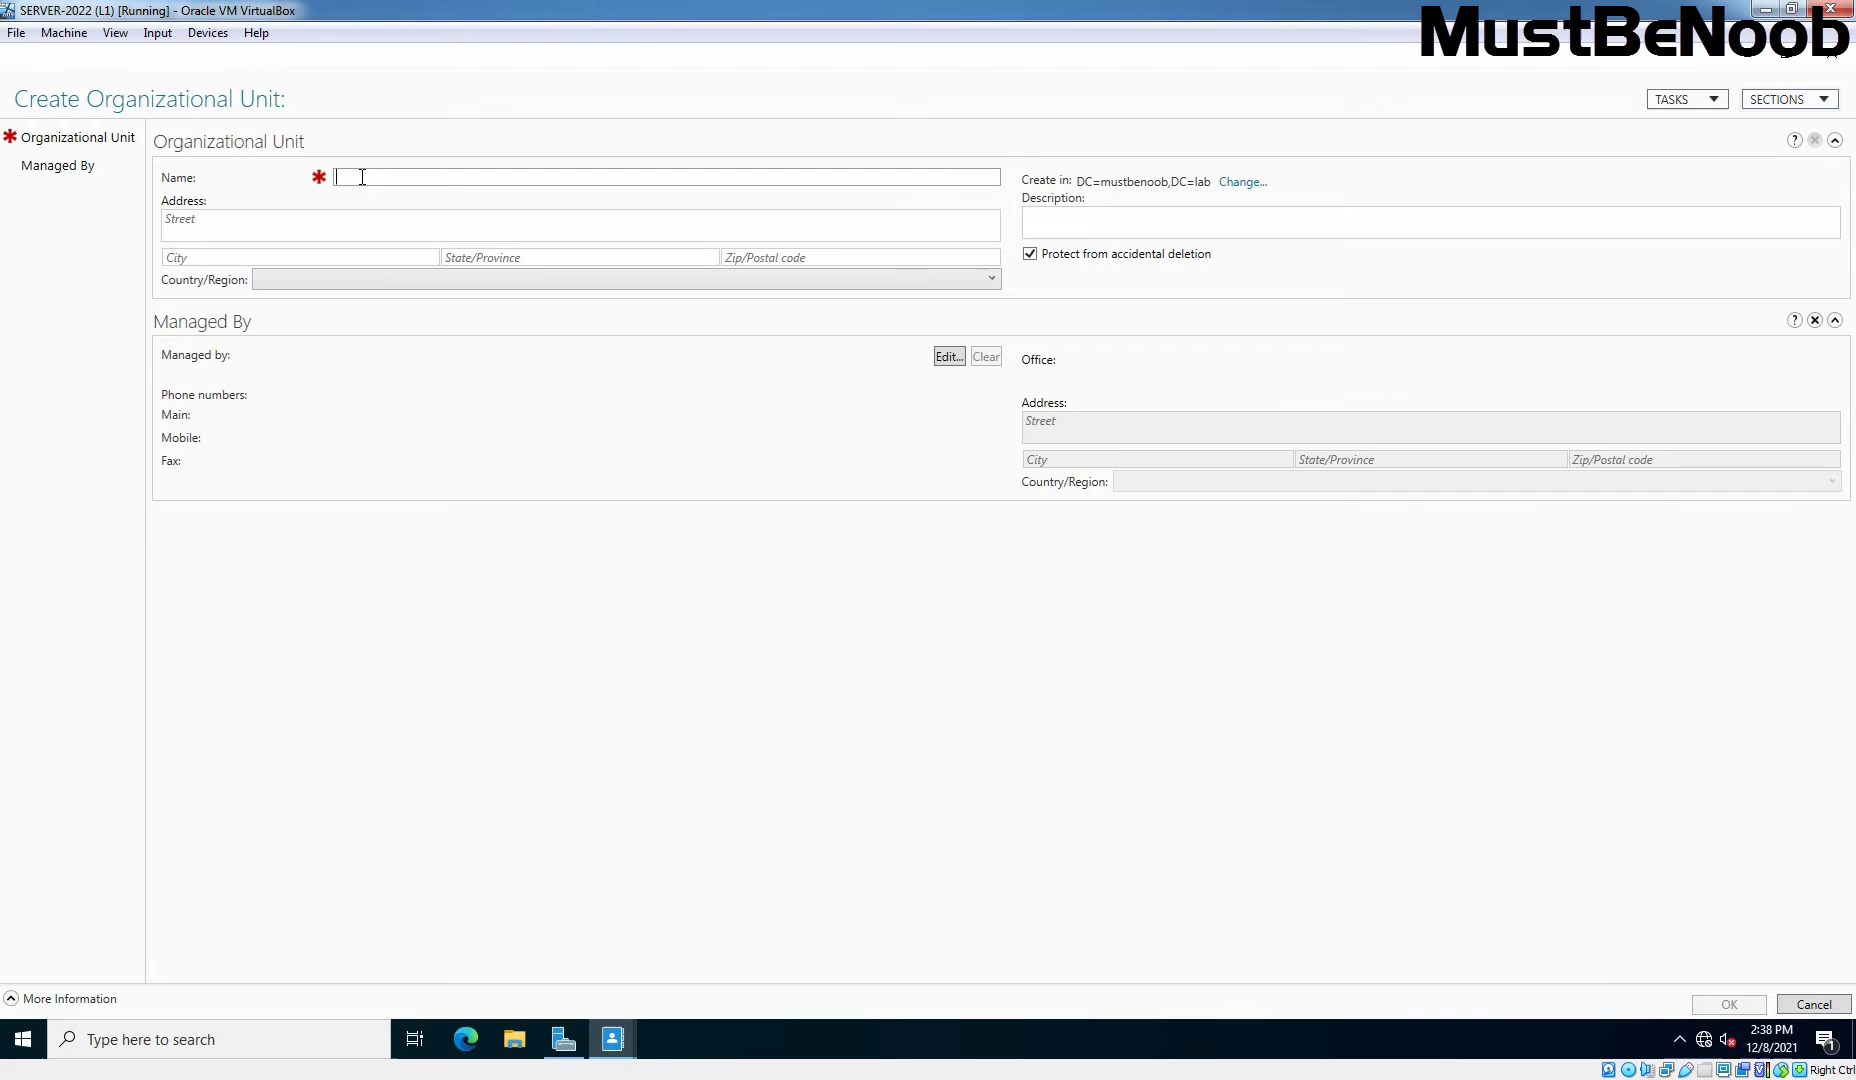 SERVER-2022 (L1) [Running] - Oracle VM VirtualBox
MustBeNoob
File Machine View Input Devices Help
Create Organizational Unit:
TASKS
SECTIONS
* Organizational Unit
Managed By
Organizational Unit
Name: *
Address:
Street
City State/Province Zip/Postal code
Country/Region:
Create in: DC=mustbenoob,DC=lab Change...
Description:
Protect from accidental deletion
Managed By
Managed by:
Edit... Clear
Phone numbers:
Main:
Mobile:
Fax:
Office:
Address:
Street
City State/Province Zip/Postal code
Country/Region:
More Information
OK Cancel
Type here to search
2:38 PM
12/8/2021
1
Right Ctrl